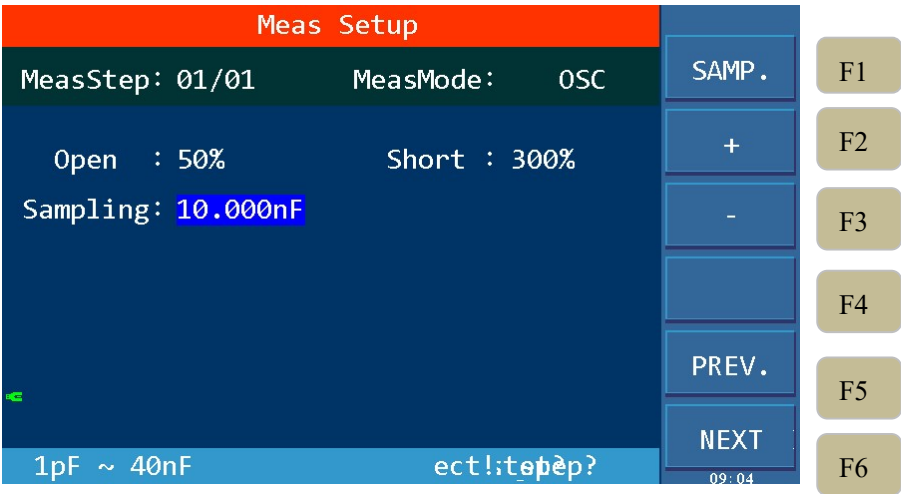 Meas Setup
MeasStep: 01/01 MeasMode: OSC
Open : 50% Short : 300%
Sampling: 10.000nF
1pF ~ 40nF
SAMP.
+
-
PREV.
NEXT
09:04
F1
F2
F3
F4
F5
F6